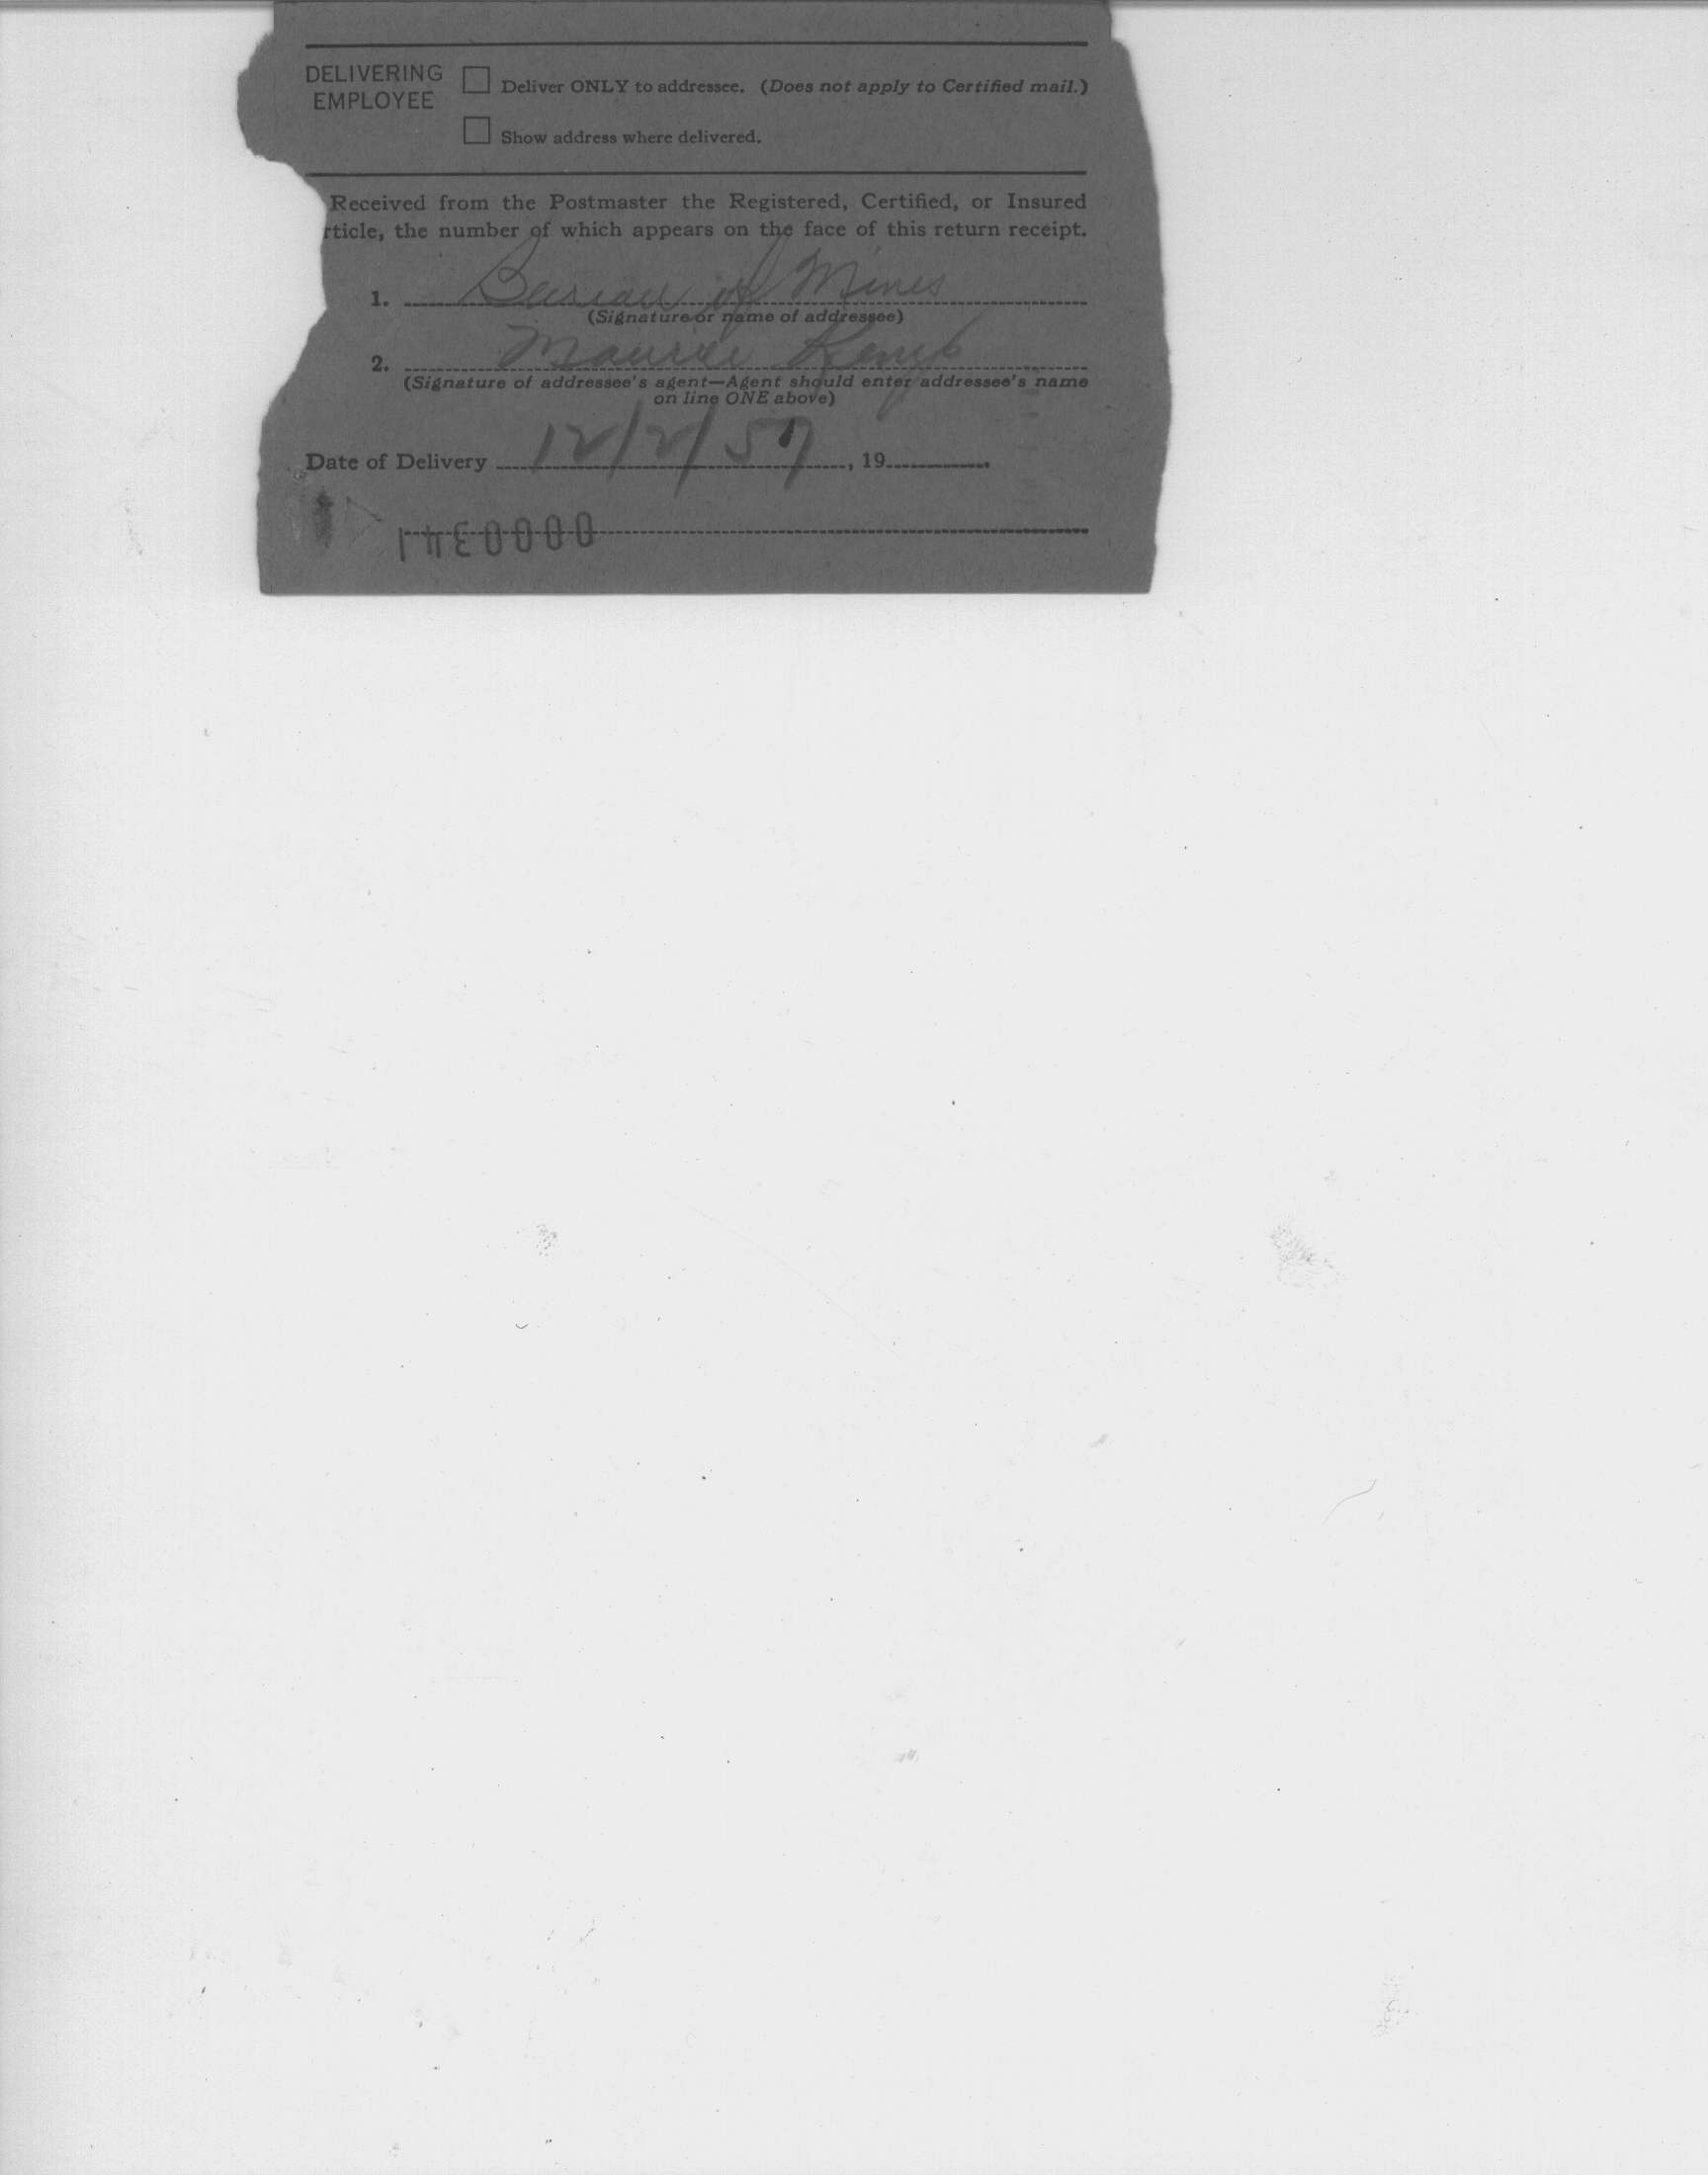 DELIVERING EMPLOYEE
☐ Deliver ONLY to addressee. (Does not apply to Certified mail.)
☐ Show address where delivered.
Received from the Postmaster the Registered, Certified, or Insured
rticle, the number of which appears on the face of this return receipt.
1. Bureau of Mines
(Signature or name of addressee)
2. Maurice Kemp
(Signature of addressee's agent—Agent should enter addressee's name
on line ONE above)
Date of Delivery 12/2/57, 19
0000341